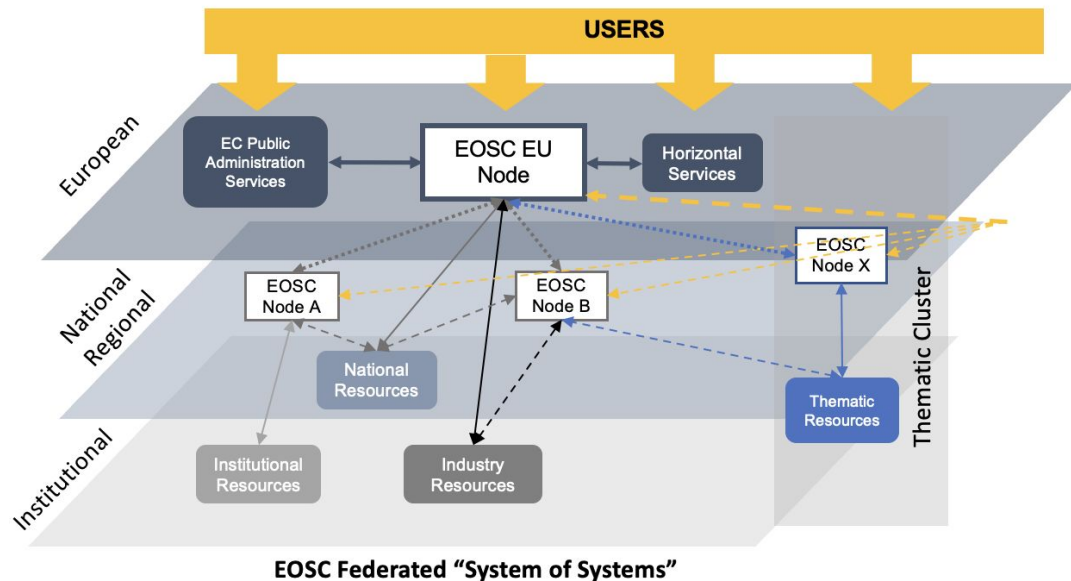 USERS
European
EC Public
Administration
Services
EOSC EU
Node
Horizontal
Services
National
Regional
EOSC
Node A
EOSC
Node B
EOSC
Node X
Thematic Cluster
National
Resources
Thematic
Resources
Institutional
Institutional
Resources
Industry
Resources
EOSC Federated “System of Systems”